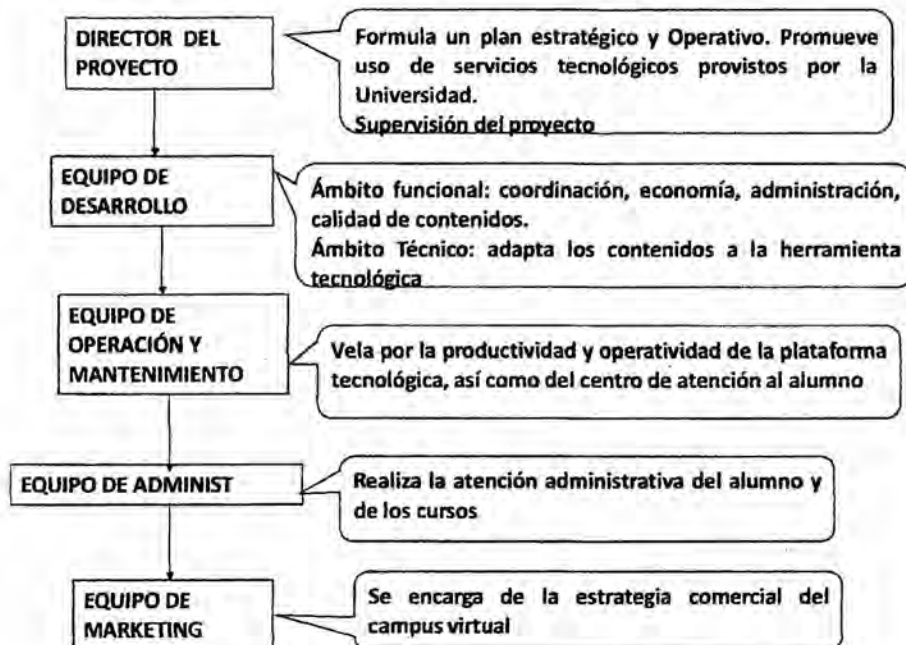 DIRECTOR DEL
PROYECTO
Formula un plan estratégico y Operativo. Promueve
uso de servicios tecnológicos provistos por la
Universidad.
Supervisión del proyecto
EQUIPO DE
DESARROLLO
Ámbito funcional: coordinación, economía, administración,
calidad de contenidos.
Ámbito Técnico: adapta los contenidos a la herramienta
tecnológica
EQUIPO DE
OPERACIÓN Y
MANTENIMIENTO
Vela por la productividad y operatividad de la plataforma
tecnológica, así como del centro de atención al alumno
EQUIPO DE ADMINIST
Realiza la atención administrativa del alumno y
de los cursos
EQUIPO DE
MARKETING
Se encarga de la estrategia comercial del
campus virtual